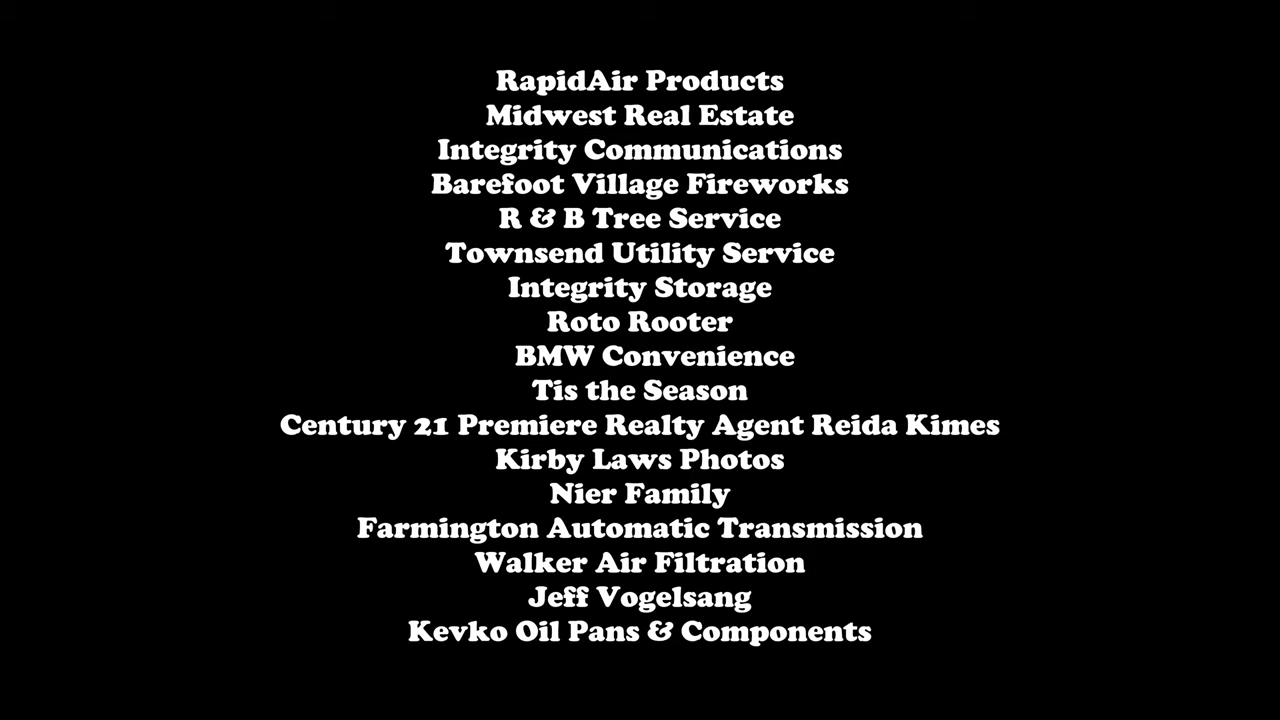 RapidAir Products
Midwest Real Estate
Integrity Communications
Barefoot Village Fireworks
R & B Tree Service
Townsend Utility Service
Integrity Storage
Roto Rooter
BMW Convenience
Tis the Season
Century 21 Premiere Realty Agent Reida Kimes
Kirby Laws Photos
Nier Family
Farmington Automatic Transmission
Walker Air Filtration
Jeff Vogelsang
Kevko Oil Pans & Components